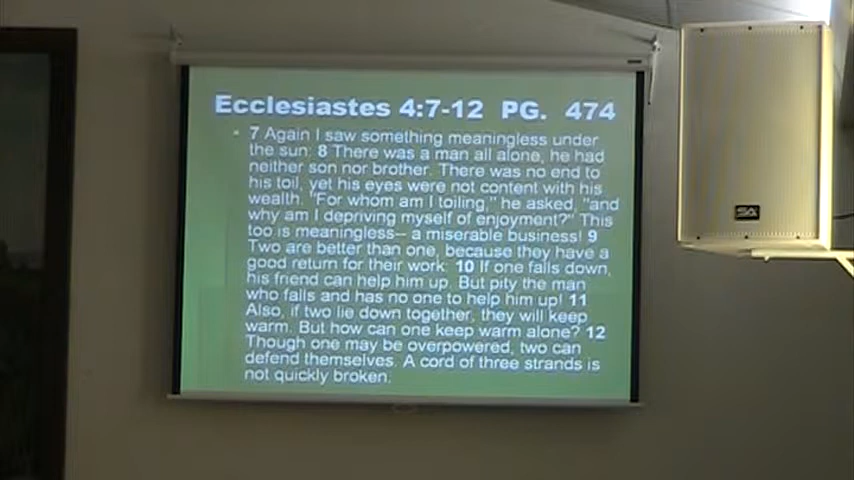 Ecclesiastes 4:7-12 PG. 474
7 Again I saw something meaningless under
the sun: 8 There was a man all alone; he had
neither son nor brother. There was no end to
his toil, yet his eyes were not content with his
wealth. "For whom am I toiling," he asked, "and
why am I depriving myself of enjoyment?" This
too is meaningless-- a miserable business! 9
Two are better than one, because they have a
good return for their work: 10 If one falls down,
his friend can help him up. But pity the man
who falls and has no one to help him up! 11
Also, if two lie down together, they will keep
warm. But how can one keep warm alone? 12
Though one may be overpowered, two can
defend themselves. A cord of three strands is
not quickly broken.